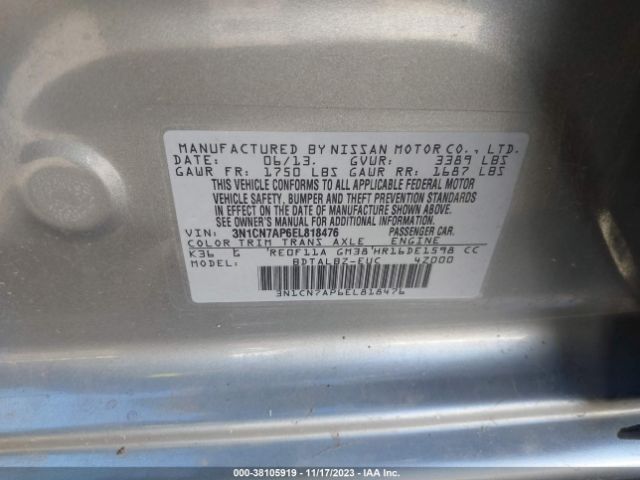 MANUFACTURED BY NISSAN MOTOR CO., LTD.
DATE: 06/13. GVWR: 3389 LBS
GAWR FR: 1750 LBS GAWR RR: 1687 LBS
THIS VEHICLE CONFORMS TO ALL APPLICABLE FEDERAL MOTOR
VEHICLE SAFETY, BUMPER AND THEFT PREVENTION STANDARDS
IN EFFECT ON THE DATE OF MANUFACTURE SHOWN ABOVE.
SEE OWNER'S MANUAL FOR ADDITIONAL INFORMATION.
VIN: 3N1CN7AP6EL818476 PASSENGER CAR.
COLOR TRIM TRANS AXLE ENGINE
K36 G RE0F11A GM38 HR16DE1598 CC
MODEL: BDTALBZ-EUC 42000
3N1CN7AP6EL818476
000-38105919 - 11/17/2023 - IAA Inc.